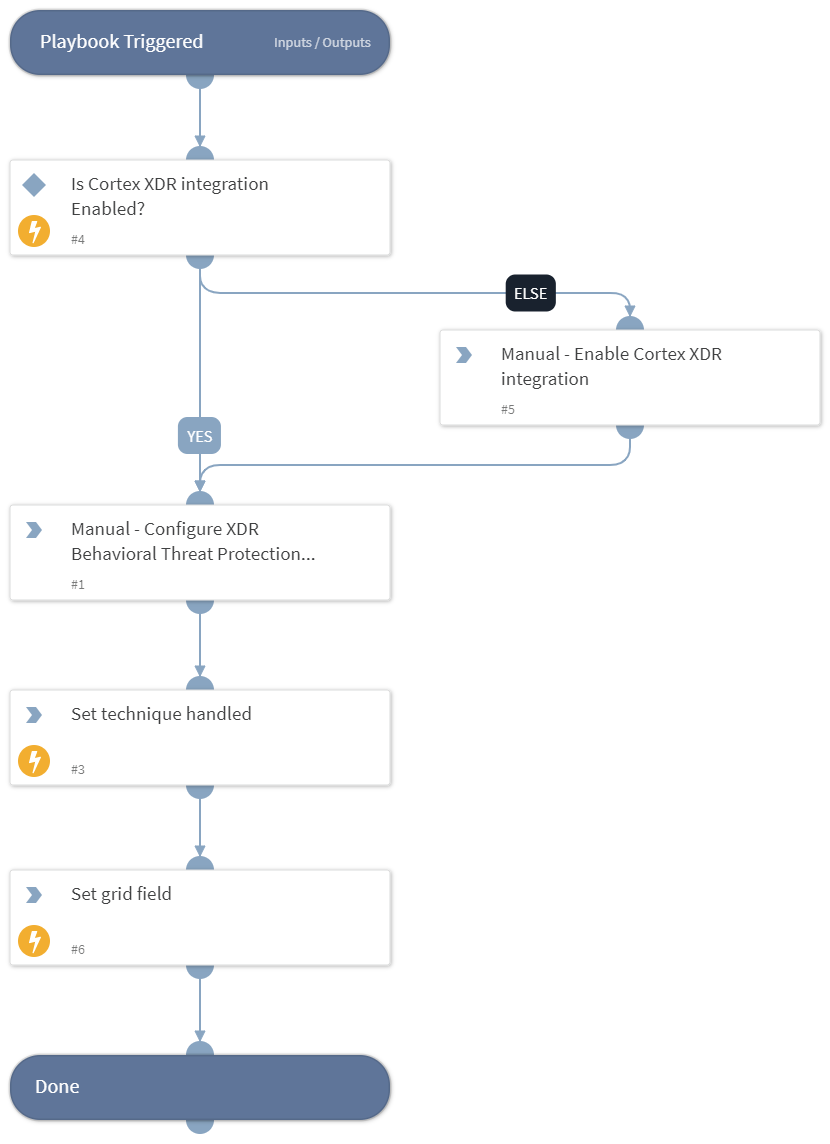 Playbook Triggered
Inputs / Outputs
Is Cortex XDR integration
Enabled?
#4
ELSE
Manual - Enable Cortex XDR
integration
#5
YES
Manual - Configure XDR
Behavioral Threat Protection...
#1
Set technique handled
#3
Set grid field
#6
Done